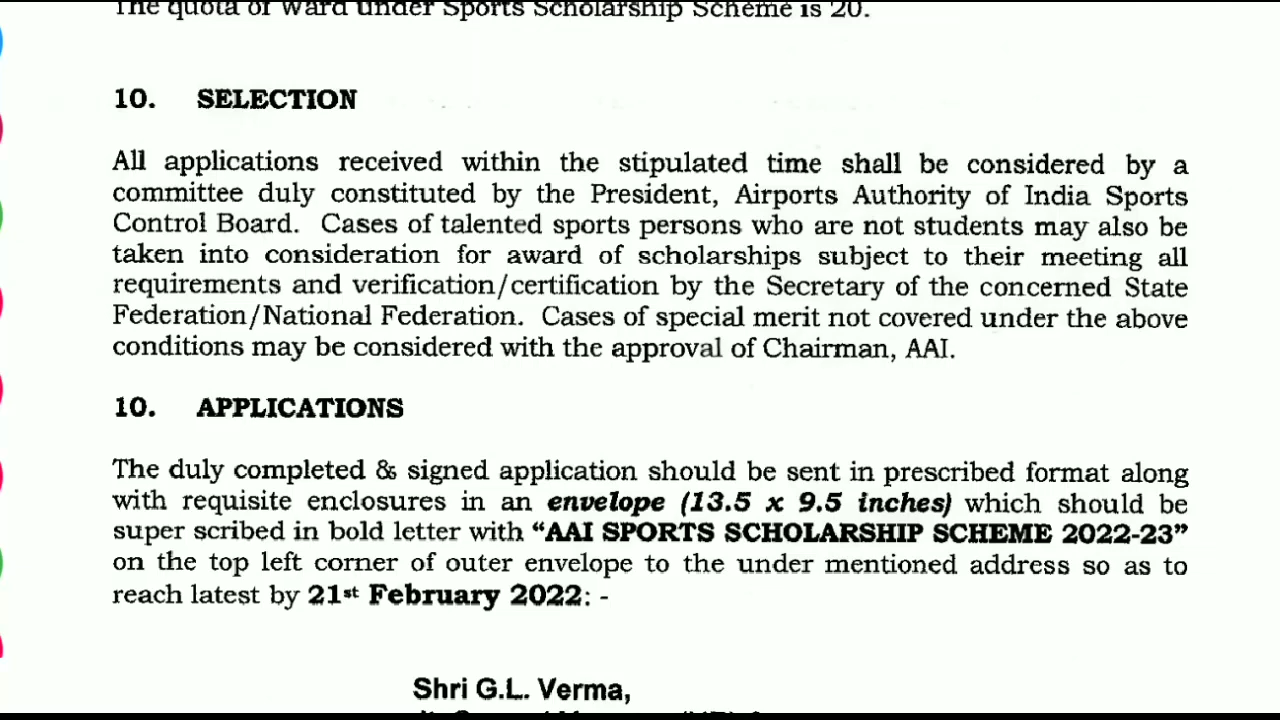 The quota of Ward under Sports Scholarship Scheme is 20.
10. SELECTION
All applications received within the stipulated time shall be considered by a
committee duly constituted by the President, Airports Authority of India Sports
Control Board. Cases of talented sports persons who are not students may also be
taken into consideration for award of scholarships subject to their meeting all
requirements and verification/certification by the Secretary of the concerned State
Federation/National Federation. Cases of special merit not covered under the above
conditions may be considered with the approval of Chairman, AAI.
10. APPLICATIONS
The duly completed & signed application should be sent in prescribed format along
with requisite enclosures in an envelope (13.5 x 9.5 inches) which should be
super scribed in bold letter with “AAI SPORTS SCHOLARSHIP SCHEME 2022-23”
on the top left corner of outer envelope to the under mentioned address so as to
reach latest by 21st February 2022: -
Shri G.L. Verma,